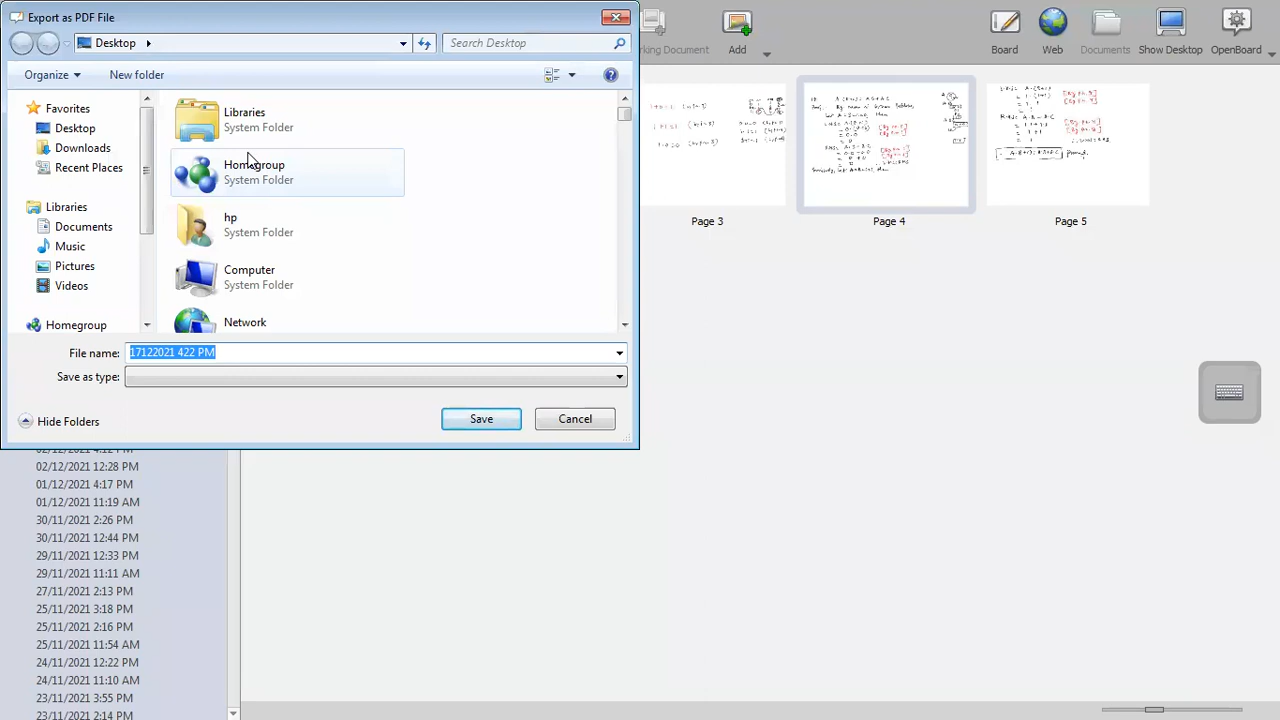 Export as PDF File
Desktop
Search Desktop
Organize
New folder
Favorites
Desktop
Downloads
Recent Places
Libraries
Documents
Music
Pictures
Videos
Homegroup
Libraries
System Folder
Homegroup
System Folder
hp
System Folder
Computer
System Folder
Network
File name:
17122021 422 PM
Save as type:
Hide Folders
Save
Cancel
rking Document
Add
Board
Web
Documents
Show Desktop
OpenBoard
Page 3
Page 4
Page 5
02/12/2021 4:12 PM
02/12/2021 12:28 PM
01/12/2021 4:17 PM
01/12/2021 11:19 AM
30/11/2021 2:26 PM
30/11/2021 12:44 PM
29/11/2021 12:33 PM
29/11/2021 11:11 AM
27/11/2021 2:13 PM
25/11/2021 3:18 PM
25/11/2021 2:16 PM
25/11/2021 11:54 AM
24/11/2021 12:22 PM
24/11/2021 11:10 AM
23/11/2021 3:55 PM
23/11/2021 2:14 PM